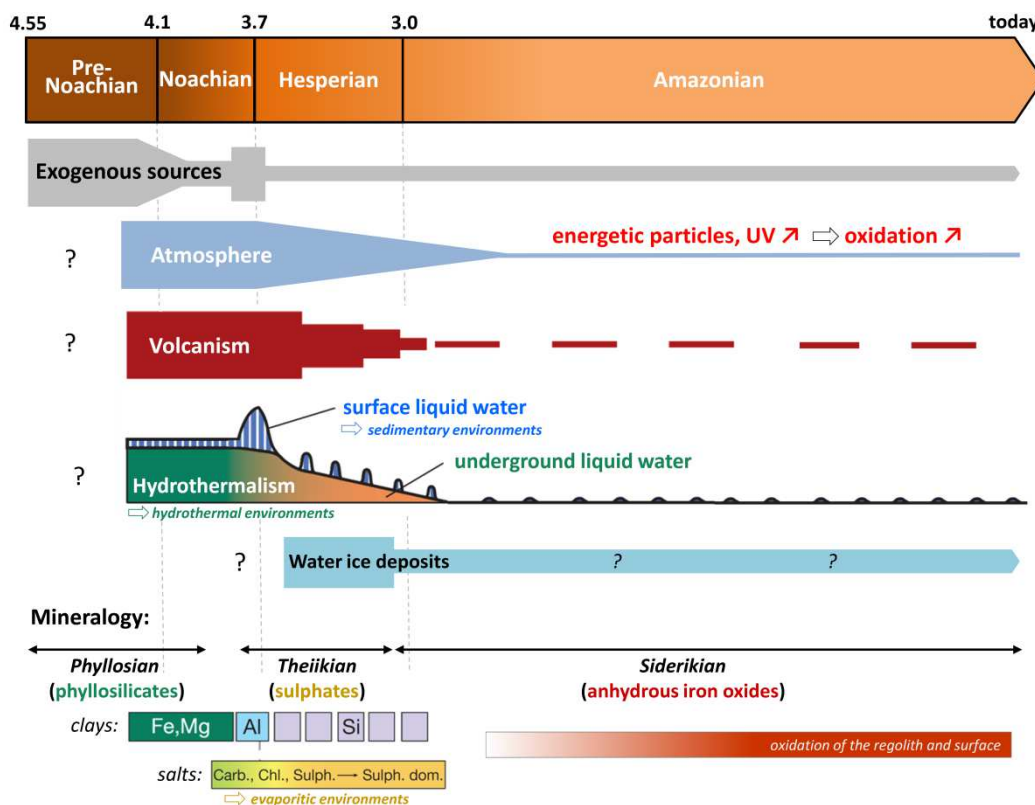 4.55 4.1 3.7 3.0 today
Pre-
Noachian Noachian Hesperian Amazonian
Exogenous sources
? Atmosphere energetic particles, UV ↗ ⇨ oxidation ↗
? Volcanism
surface liquid water
⇨ sedimentary environments
underground liquid water
? Hydrothermalism
⇨ hydrothermal environments
? Water ice deposits ? ?
Mineralogy:
Phyllosian Theiikian Siderikian
(phyllosilicates) (sulphates) (anhydrous iron oxides)
clays: Fe,Mg Al Si
oxidation of the regolith and surface
salts: Carb., Chl., Sulph. → Sulph. dom.
⇨ evaporitic environments